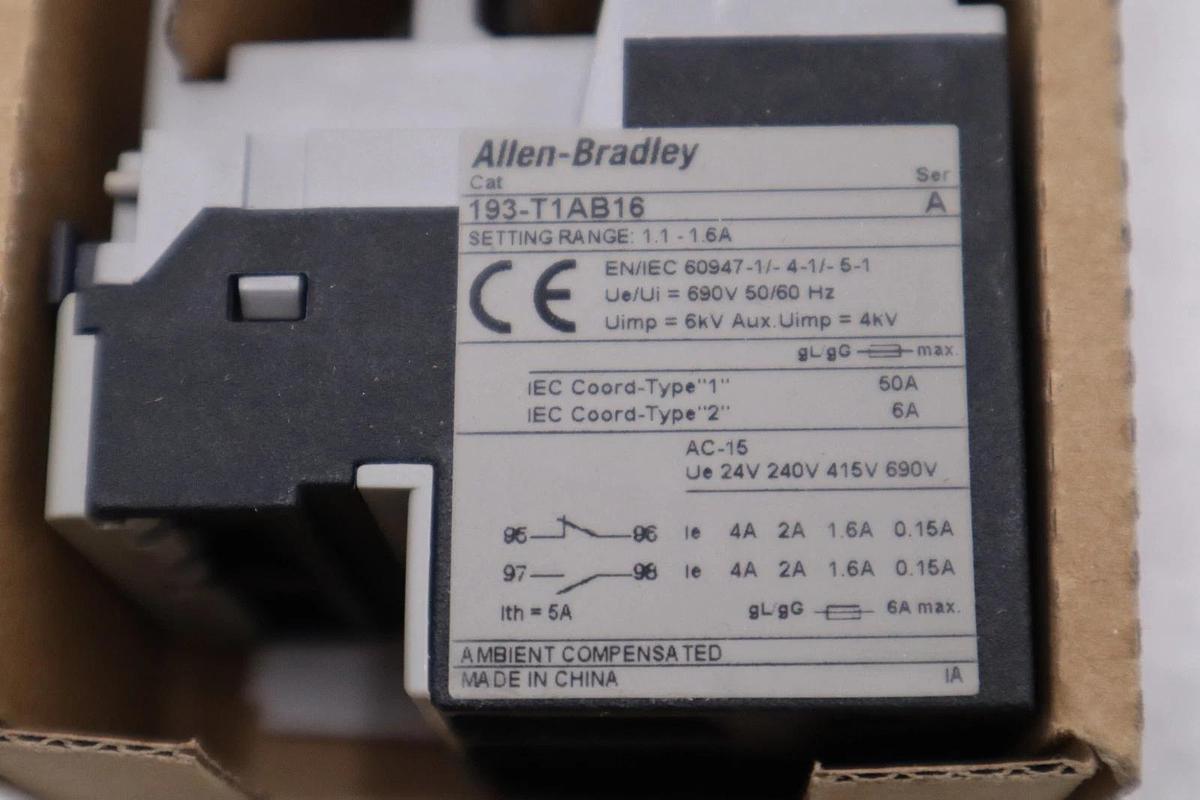 Allen-Bradley
Cat Ser
193-T1AB16 A
SETTING RANGE: 1.1 - 1.6A
CE EN/IEC 60947-1/- 4-1/- 5-1
Ue/Ui = 690V 50/60 Hz
Uimp = 6kV Aux.Uimp = 4kV
gL/gG max.
IEC Coord-Type"1" 50A
IEC Coord-Type"2" 6A
AC-15
Ue 24V 240V 415V 690V
95 96 Ie 4A 2A 1.6A 0.15A
97 98 Ie 4A 2A 1.6A 0.15A
Ith = 5A gL/gG 6A max.
AMBIENT COMPENSATED
MADE IN CHINA IA